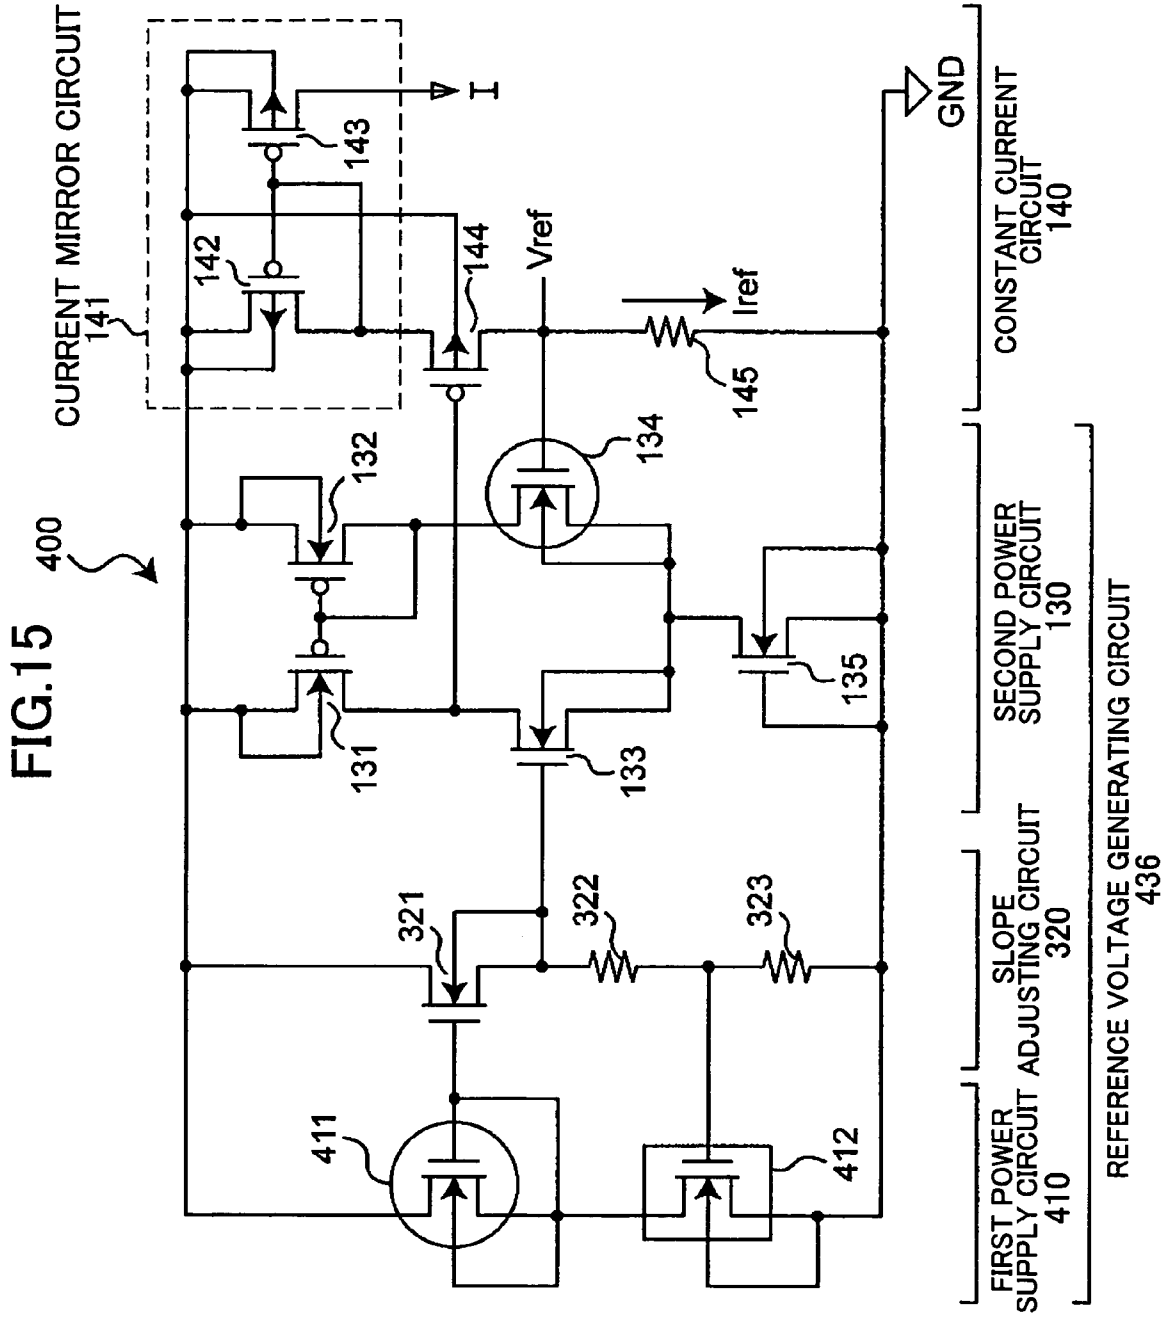 FIG.15
400
CURRENT MIRROR CIRCUIT
141
142
143
I
131
132
144
Vref
133
134
Iref
145
135
GND
321
322
323
411
412
FIRST POWER
SUPPLY CIRCUIT
410
SLOPE
ADJUSTING CIRCUIT
320
SECOND POWER
SUPPLY CIRCUIT
130
CONSTANT CURRENT
CIRCUIT
140
REFERENCE VOLTAGE GENERATING CIRCUIT
436